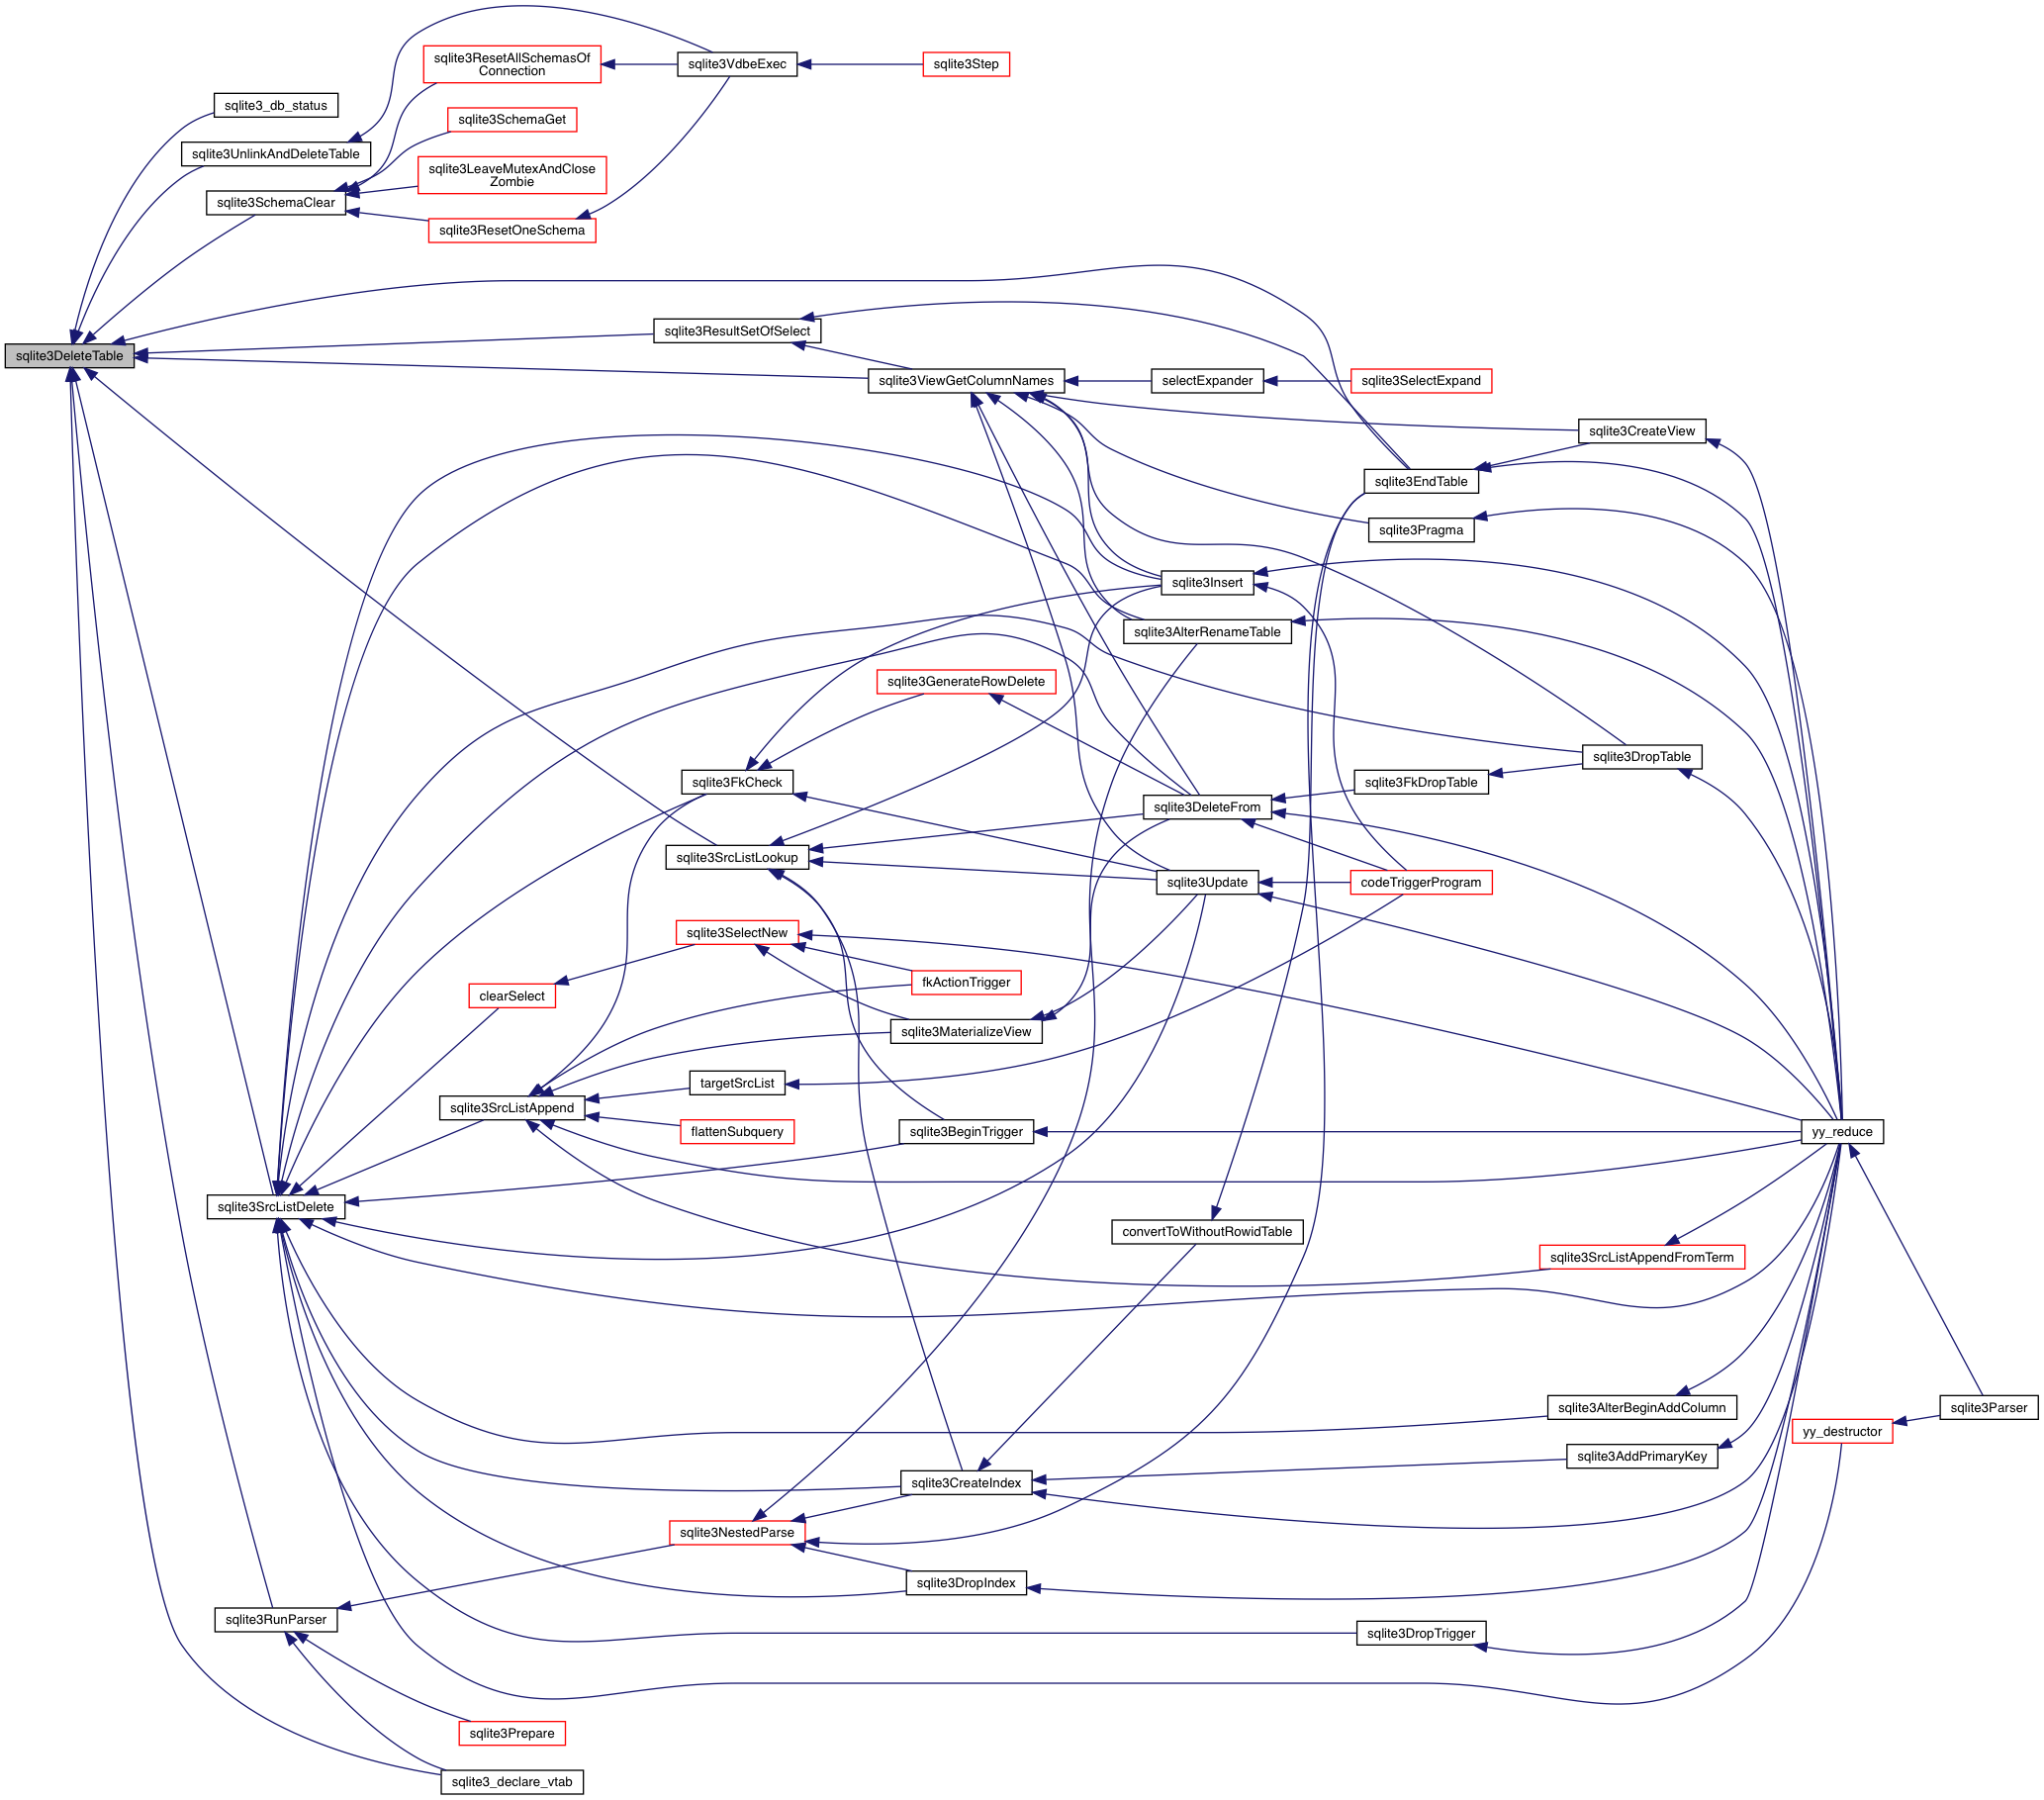 sqlite3ResetAllSchemasOf
Connection
sqlite3VdbeExec
sqlite3Step
sqlite3_db_status
sqlite3SchemaGet
sqlite3UnlinkAndDeleteTable
sqlite3LeaveMutexAndClose
Zombie
sqlite3SchemaClear
sqlite3ResetOneSchema
sqlite3ResultSetOfSelect
sqlite3DeleteTable
sqlite3ViewGetColumnNames
selectExpander
sqlite3SelectExpand
sqlite3CreateView
sqlite3EndTable
sqlite3Pragma
sqlite3Insert
sqlite3AlterRenameTable
sqlite3GenerateRowDelete
sqlite3DropTable
sqlite3FkCheck
sqlite3FkDropTable
sqlite3DeleteFrom
sqlite3SrcListLookup
sqlite3Update
codeTriggerProgram
sqlite3SelectNew
fkActionTrigger
clearSelect
sqlite3MaterializeView
targetSrcList
sqlite3SrcListAppend
flattenSubquery
sqlite3BeginTrigger
yy_reduce
sqlite3SrcListDelete
convertToWithoutRowidTable
sqlite3SrcListAppendFromTerm
sqlite3AlterBeginAddColumn
sqlite3Parser
yy_destructor
sqlite3AddPrimaryKey
sqlite3CreateIndex
sqlite3NestedParse
sqlite3DropIndex
sqlite3RunParser
sqlite3DropTrigger
sqlite3Prepare
sqlite3_declare_vtab